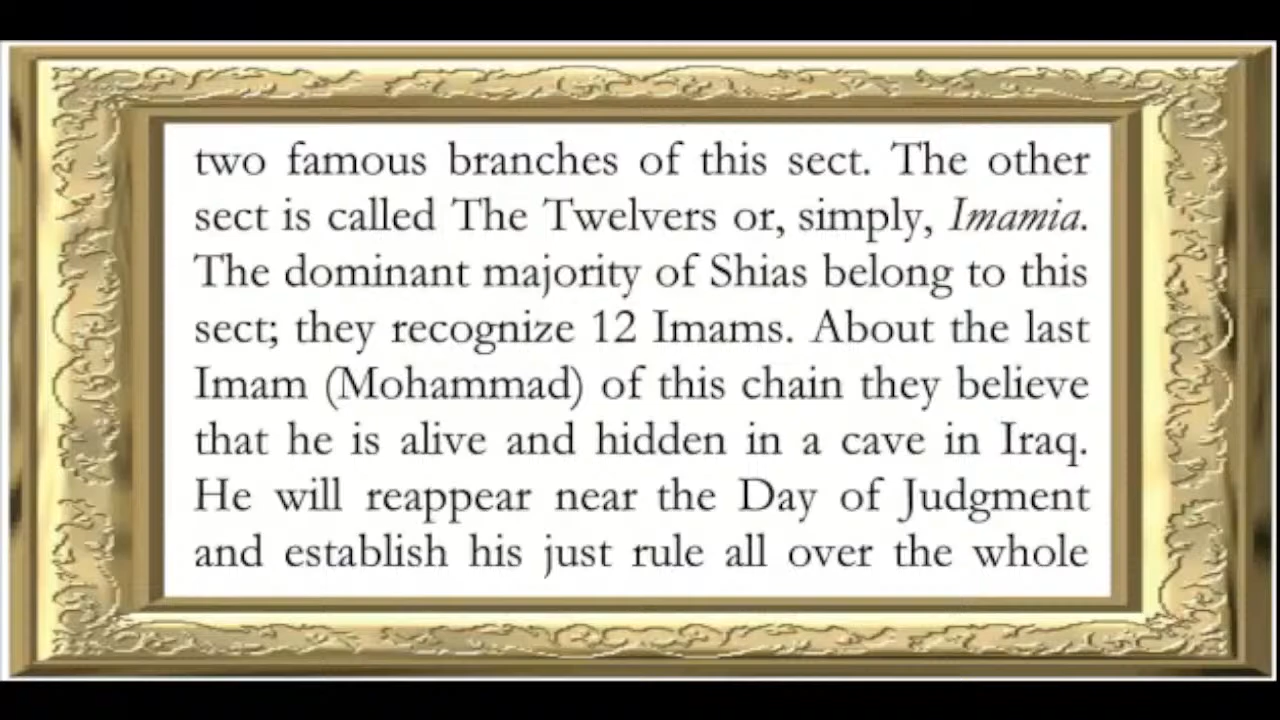 two famous branches of this sect. The other
sect is called The Twelvers or, simply, Imamia.
The dominant majority of Shias belong to this
sect; they recognize 12 Imams. About the last
Imam (Mohammad) of this chain they believe
that he is alive and hidden in a cave in Iraq.
He will reappear near the Day of Judgment
and establish his just rule all over the whole